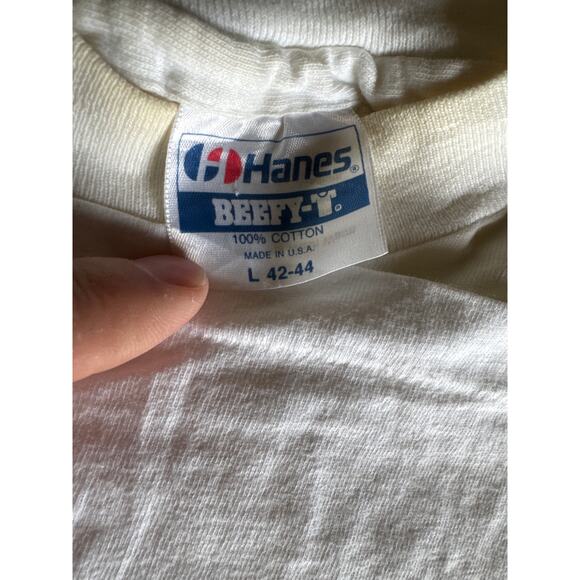 Hanes®
BEEFY-T®
100% COTTON
MADE IN U.S.A.
L 42-44